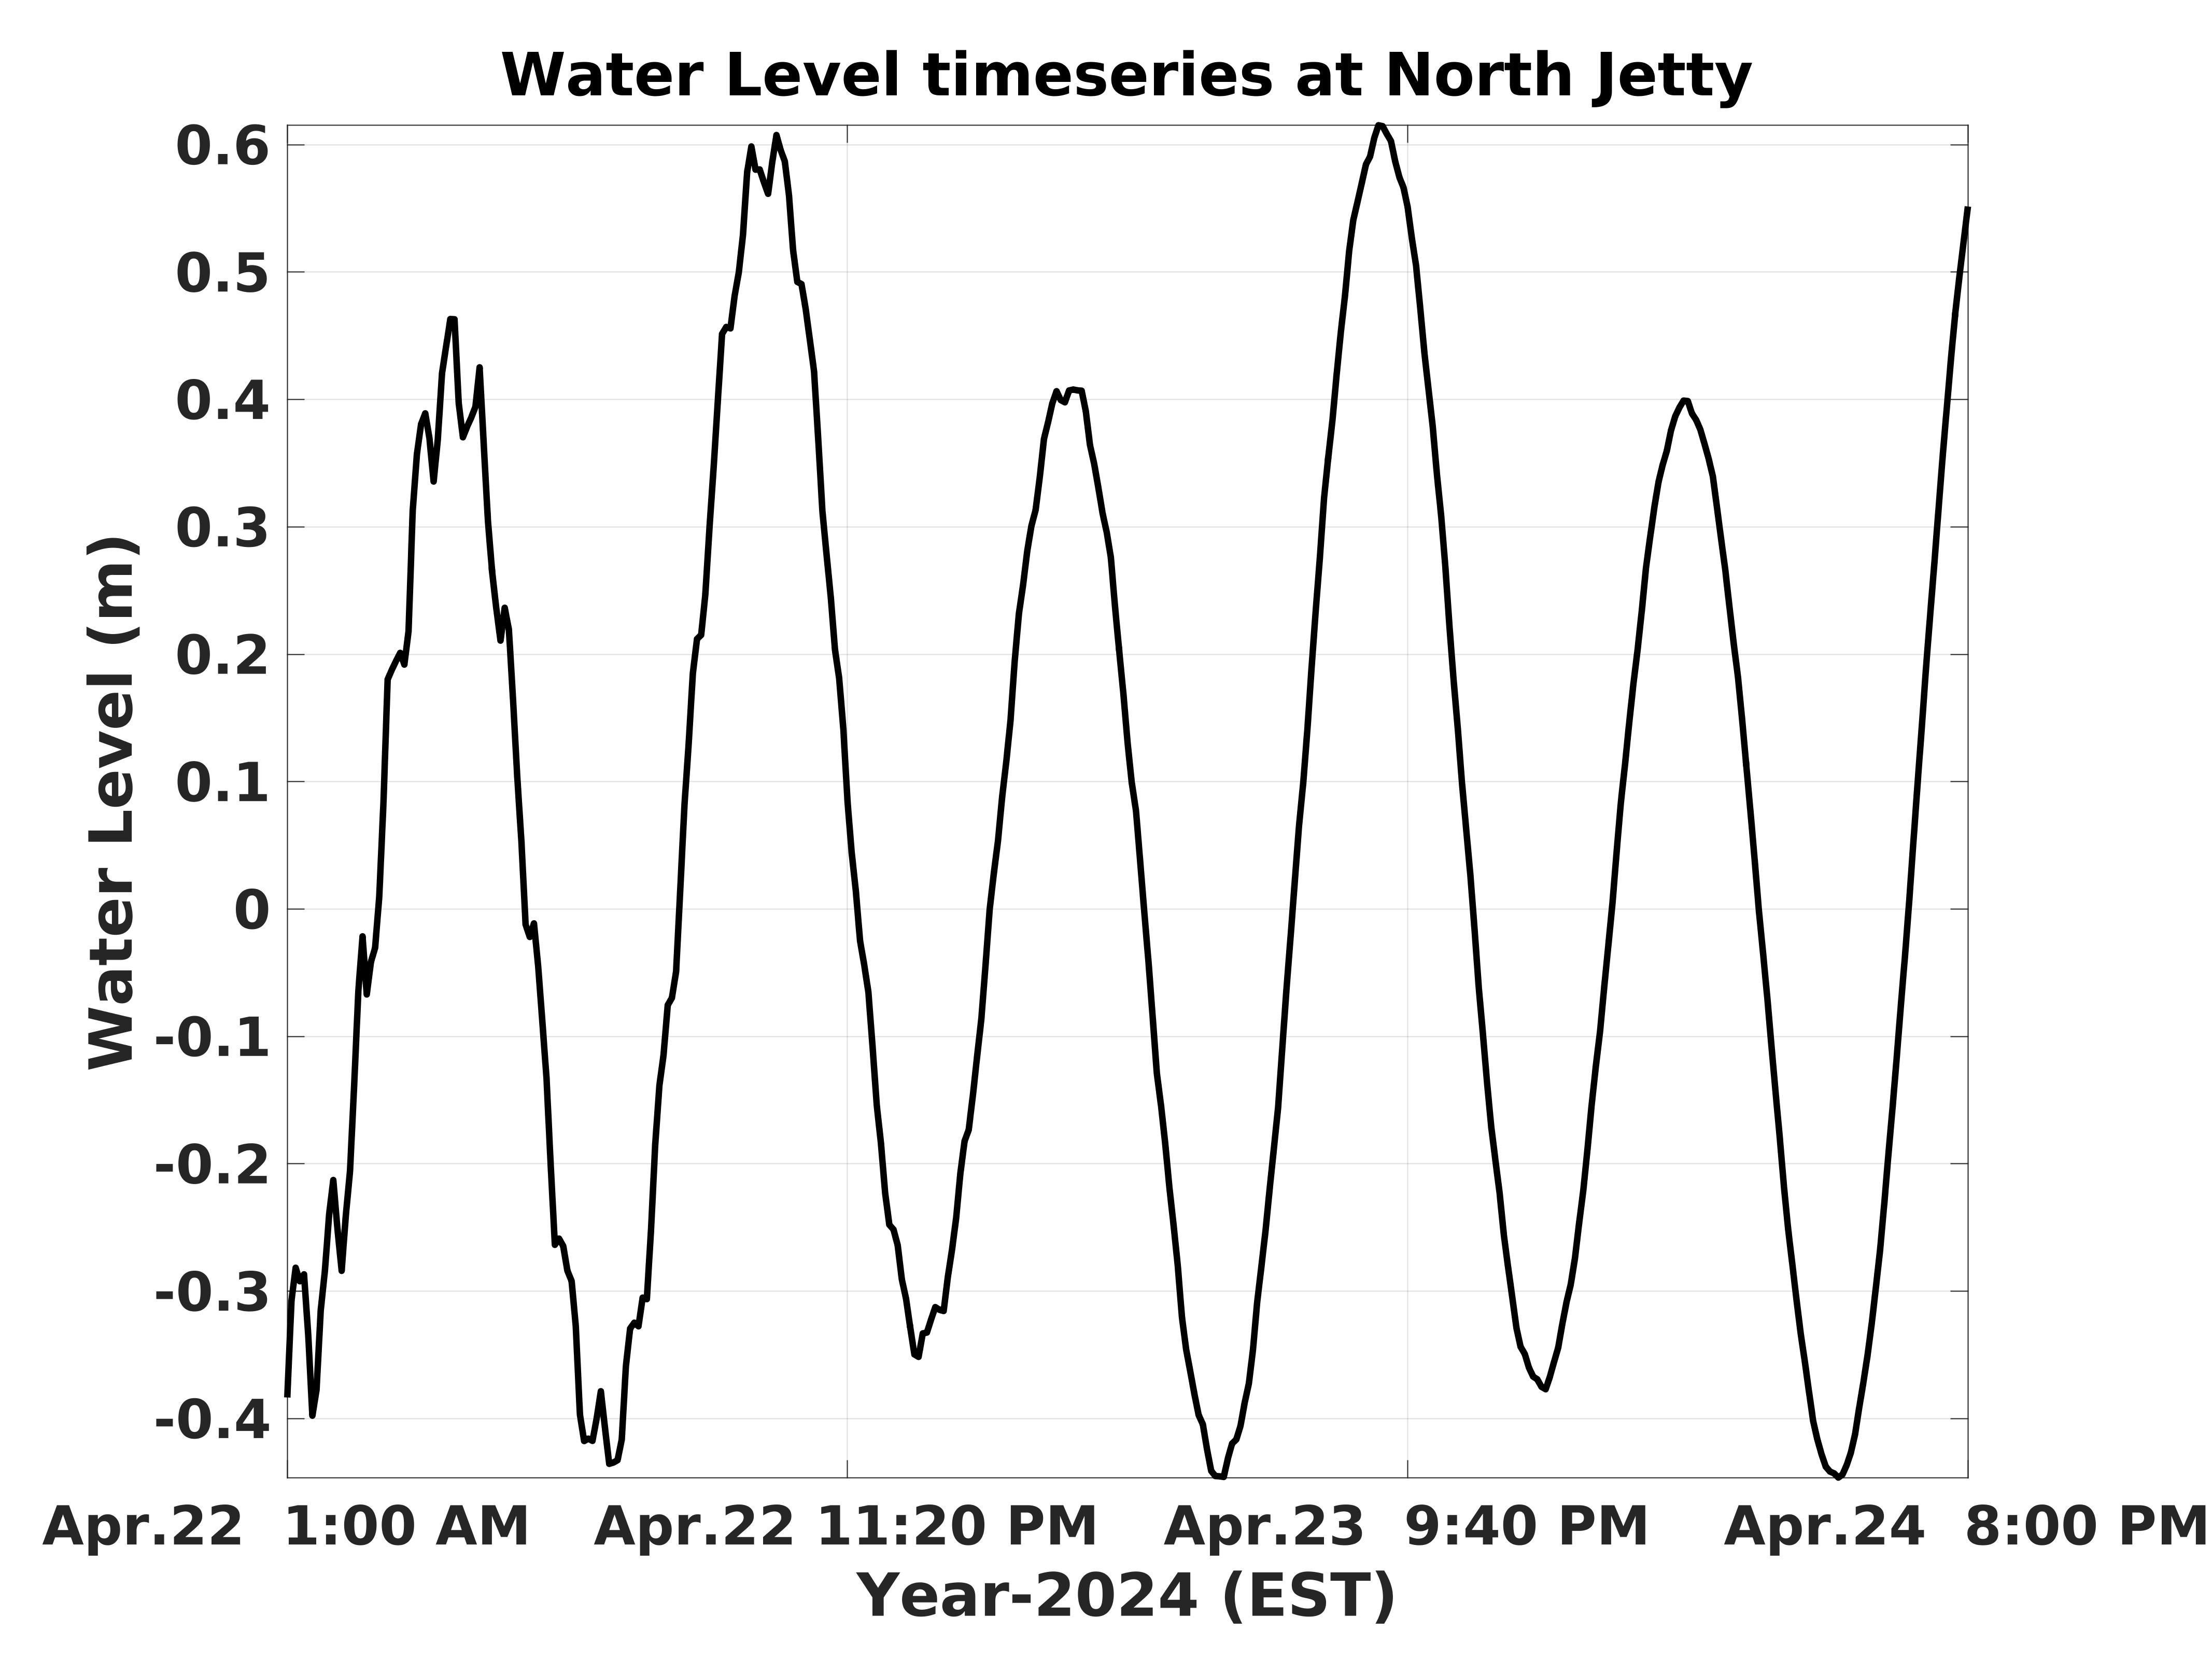 Water Level timeseries at North Jetty
0.6
0.5
0.4
0.3
0.2
0.1
0
-0.1
-0.2
-0.3
-0.4
Water Level (m)
Apr.22 1:00 AM Apr.22 11:20 PM Apr.23 9:40 PM Apr.24 8:00 PM
Year-2024 (EST)